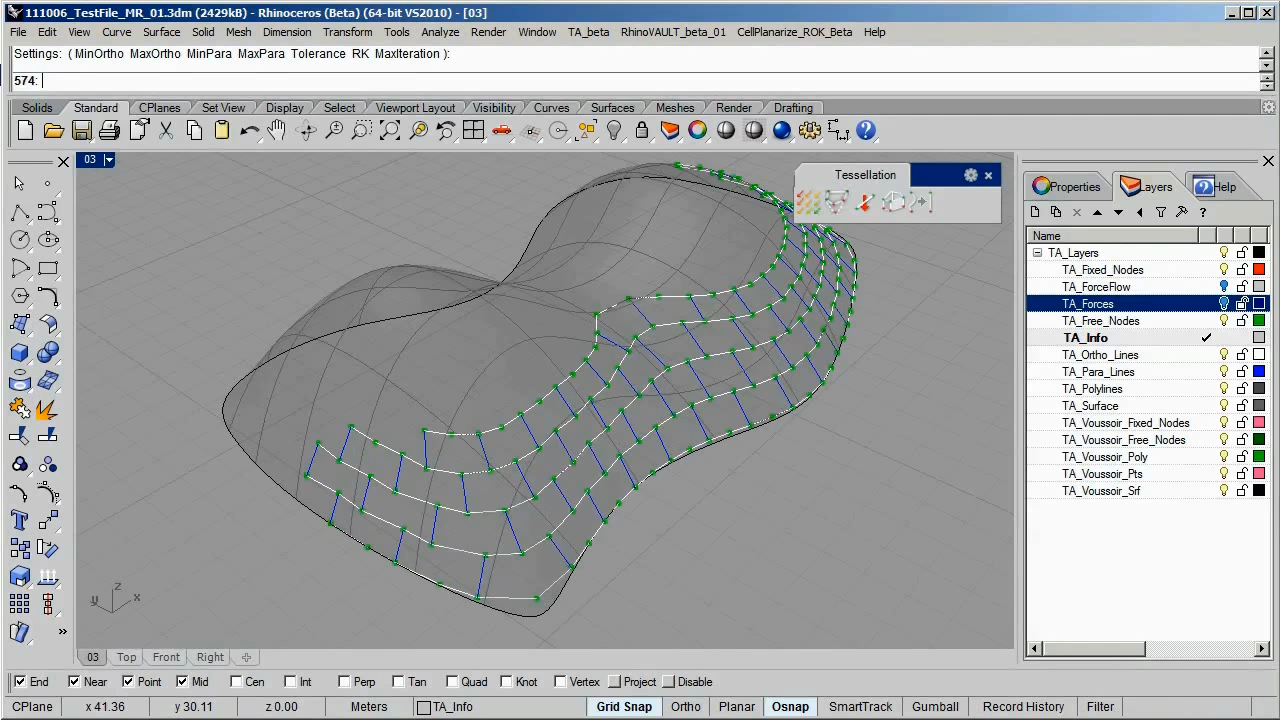 111006_TestFile_MR_01.3dm (2429kB) - Rhinoceros (Beta) (64-bit VS2010) - [03]
File Edit View Curve Surface Solid Mesh Dimension Transform Tools Analyze Render Window TA_beta RhinoVAULT_beta_01 CellPlanarize_ROK_Beta Help
Settings: ( MinOrtho MaxOrtho MinPara MaxPara Tolerance RK MaxIteration ):
574:
Solids Standard CPlanes Set View Display Select Viewport Layout Visibility Curves Surfaces Meshes Render Drafting
03
Tessellation
Properties Layers Help
Name
TA_Layers
TA_Fixed_Nodes
TA_ForceFlow
TA_Forces
TA_Free_Nodes
TA_Info
TA_Ortho_Lines
TA_Para_Lines
TA_Polylines
TA_Surface
TA_Voussoir_Fixed_Nodes
TA_Voussoir_Free_Nodes
TA_Voussoir_Poly
TA_Voussoir_Pts
TA_Voussoir_Srf
z
y x
03 Top Front Right
End Near Point Mid Cen Int Perp Tan Quad Knot Vertex Project Disable
CPlane x 41.36 y 30.11 z 0.00 Meters TA_Info Grid Snap Ortho Planar Osnap SmartTrack Gumball Record History Filter